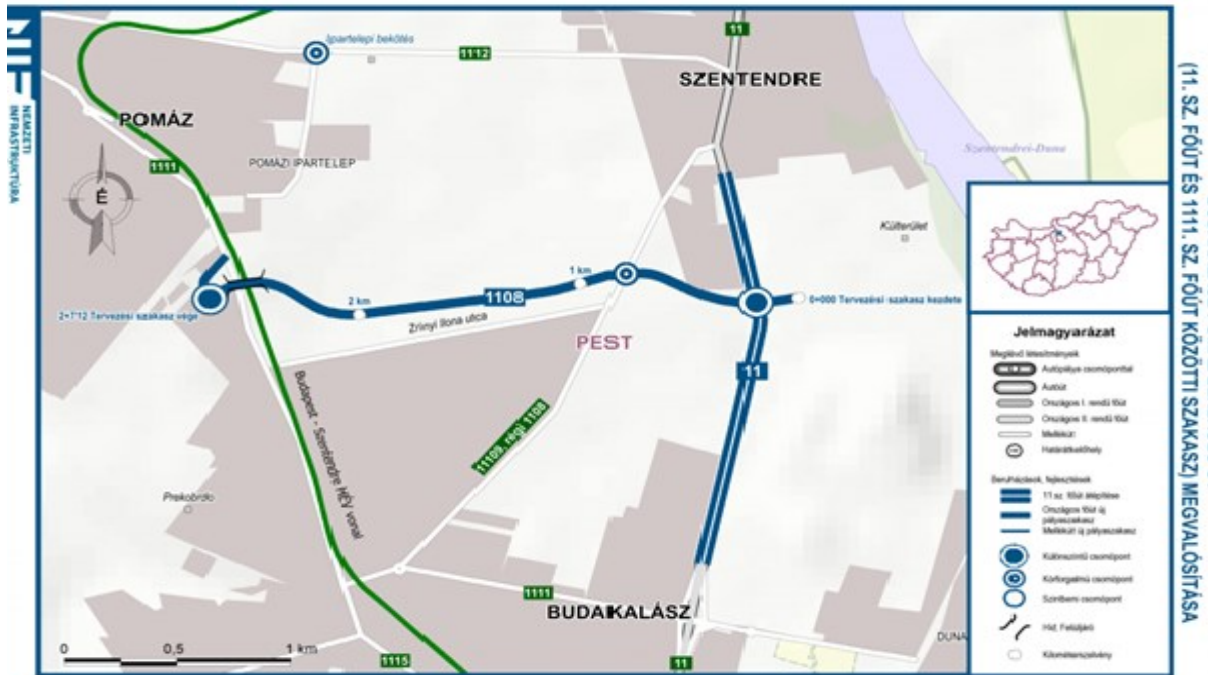 NIF
NEMZETI
INFRASTRUKTÚRA
(11. SZ. FŐÚT ÉS 1111. SZ. FŐÚT KÖZÖTTI SZAKASZ) MEGVALÓSÍTÁSA
11
Ipartelepi bekötés
1112
SZENTENDRE
POMÁZ
1111
POMÁZI IPARTELEP
Szentendrei-Duna
É
Külterület
1 km
2 km
1108
0+000 Tervezési szakasz kezdete
2+712 Tervezési szakasz vége
Zrínyi Ilona utca
PEST
11
Budapest - Szentendre HÉV vonal
11109, régi 1108
Prekobrdo
1111
BUDAKALÁSZ
DUNA
1115
11
0 0,5 1 km
Jelmagyarázat
Meglévő létesítmények
Autópálya csomóponttal
Autóút
Országos I. rendű főút
Országos II. rendű főút
Mellékút
Határátkelőhely
Beruházások, fejlesztések
11 sz. főút átépítése
Országos főút új
pályaszakasz
Mellékút új pályaszakasz
Különszintű csomópont
Körforgalmú csomópont
Szintbeni csomópont
Híd, Felüljáró
Kilométerszelvény